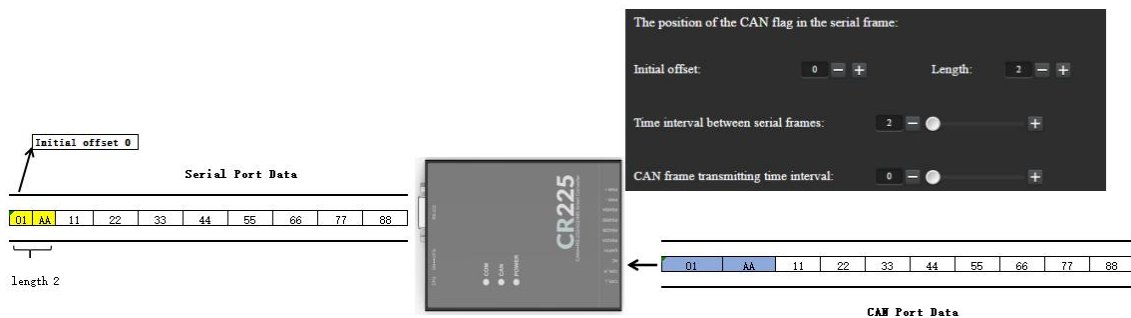 The position of the CAN flag in the serial frame:
Initial offset: 0 − + Length: 2 − +
Time interval between serial frames: 2 − +
CAN frame transmitting time interval: 0 − +
Initial offset 0
Serial Port Data
01 AA 11 22 33 44 55 66 77 88
length 2
CR225
COM
CAN
POWER
01 AA 11 22 33 44 55 66 77 88
CAN Port Data